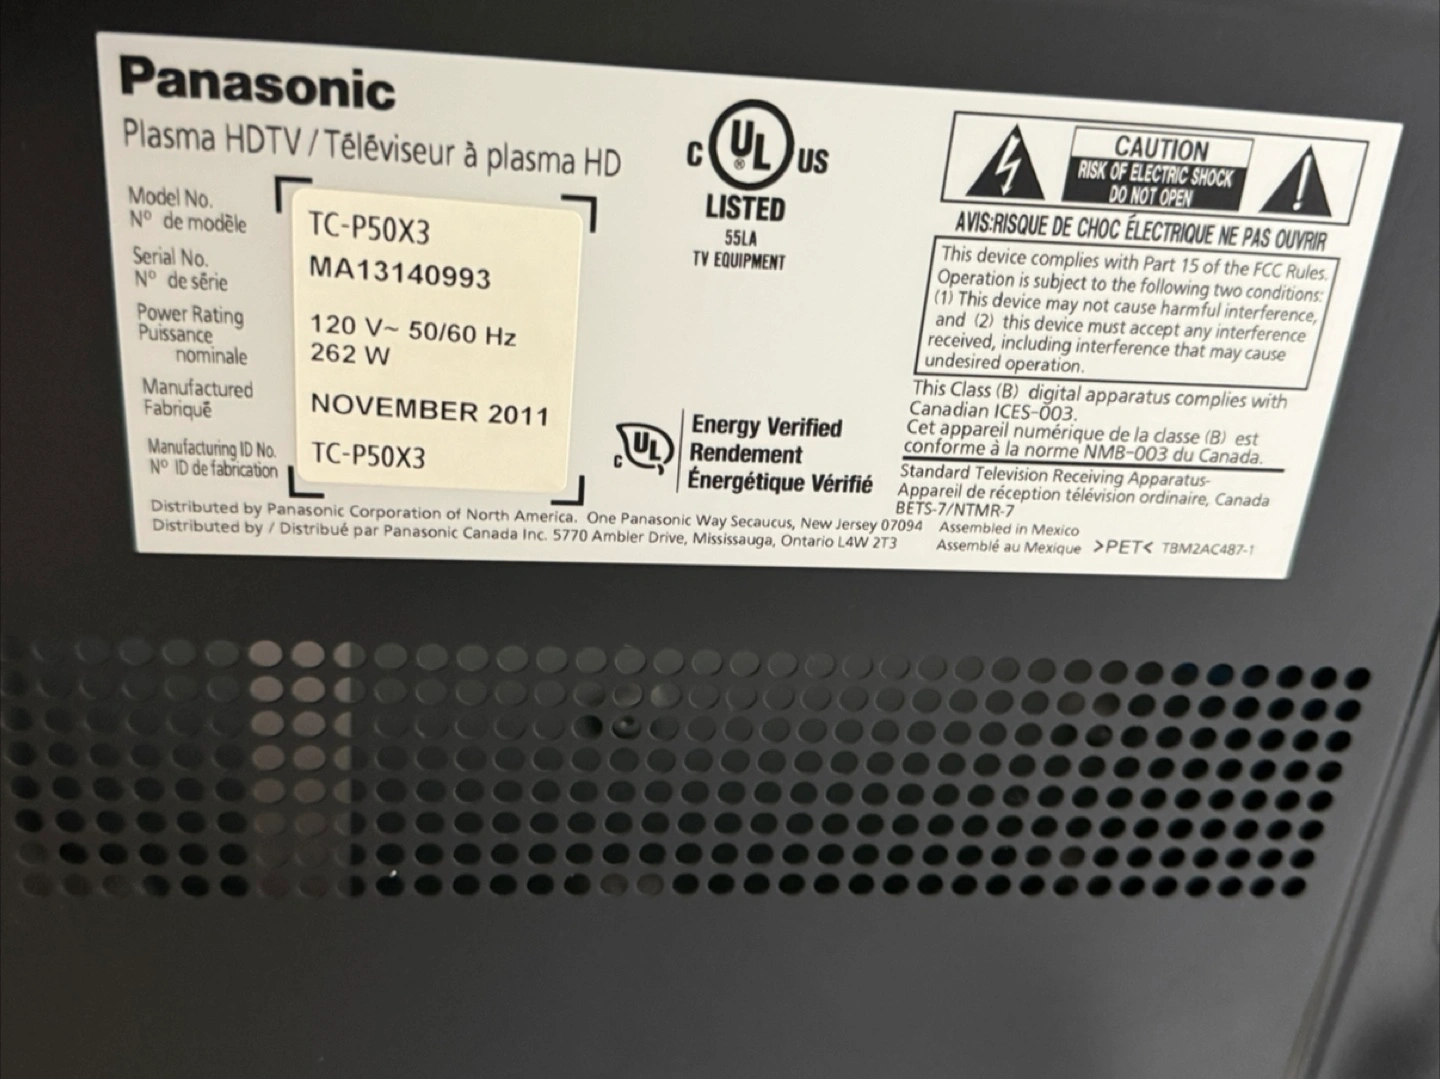 Panasonic
Plasma HDTV / Téléviseur à plasma HD
Model No.
N° de modèle
TC-P50X3
Serial No.
N° de série
MA13140993
Power Rating
Puissance
nominale
120 V~ 50/60 Hz
262 W
Manufactured
Fabriqué
NOVEMBER 2011
Manufacturing ID No.
N° ID de fabrication
TC-P50X3
Distributed by Panasonic Corporation of North America. One Panasonic Way Secaucus, New Jersey 07094
Distributed by / Distribué par Panasonic Canada Inc. 5770 Ambler Drive, Mississauga, Ontario L4W 2T3
C UL ® US
LISTED
55LA
TV EQUIPMENT
C UL
Energy Verified
Rendement
Énergétique Vérifié
CAUTION
RISK OF ELECTRIC SHOCK
DO NOT OPEN
AVIS:RISQUE DE CHOC ÉLECTRIQUE NE PAS OUVRIR
This device complies with Part 15 of the FCC Rules.
Operation is subject to the following two conditions:
(1) This device may not cause harmful interference,
and (2) this device must accept any interference
received, including interference that may cause
undesired operation.
This Class (B) digital apparatus complies with
Canadian ICES-003.
Cet appareil numérique de la classe (B) est
conforme à la norme NMB-003 du Canada.
Standard Television Receiving Apparatus-
Appareil de réception télévision ordinaire, Canada
BETS-7/NTMR-7
Assembled in Mexico
Assemblé au Mexique >PET< TBM2AC487-1